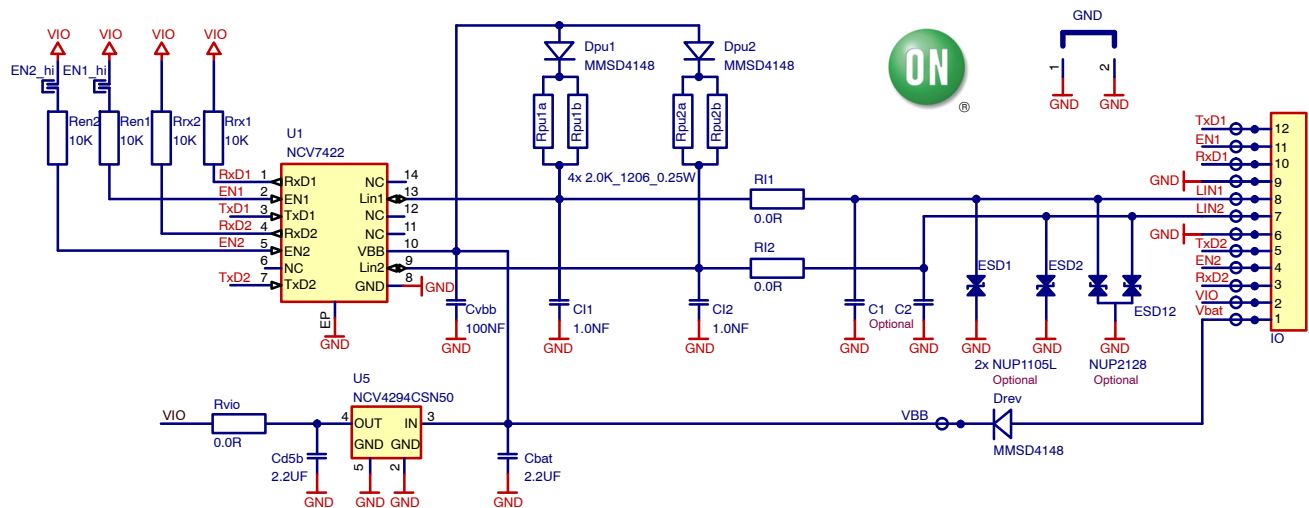 VIO VIO VIO VIO
EN2_hi EN1_hi
Ren2 Ren1 Rrx2 Rrx1
10K 10K 10K 10K
U1
NCV7422
RxD1 1 RxD1
EN1 2 EN1
TxD1 3 TxD1
RxD2 4 RxD2
EN2 5 EN2
6 NC
TxD2 7 TxD2
NC 14
Lin1 13
NC 12
NC 11
VBB 10
Lin2 9
GND 8 GND
EP
GND
Dpu1
MMSD4148
Dpu2
MMSD4148
Rpu1a Rpu1b
Rpu2a Rpu2b
4x 2.0K_1206_0.25W
Cvbb
100NF
GND
Cl1
1.0NF
GND
Cl2
1.0NF
GND
Rl1
0.0R
Rl2
0.0R
C1 C2
Optional
GND GND
ESD1
GND
ESD2
GND
2x NUP1105L
Optional
ESD12
GND
NUP2128
Optional
ON
®
GND
1 2
GND GND
TxD1 12
EN1 11
RxD1 10
GND 9
LIN1 8
LIN2 7
GND 6
TxD2 5
EN2 4
RxD2 3
VIO 2
Vbat 1
IO
U5
NCV4294CSN50
VIO
Rvio
0.0R
4 OUT IN 3
GND GND
5 2
GND GND
Cd5b
2.2UF
GND
Cbat
2.2UF
GND
VBB
Drev
MMSD4148